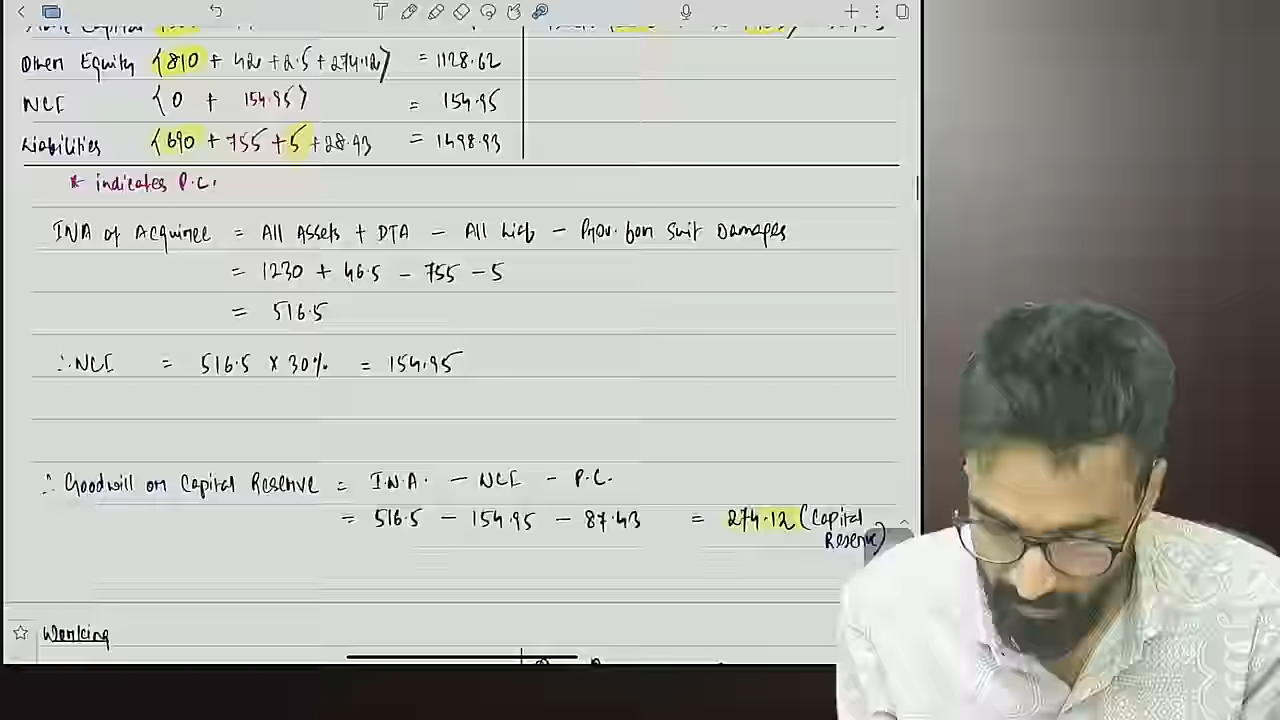 Other Equity {810 + 42 + 2.5 + 274.12} = 1128.62
NCI {0 + 154.95} = 154.95
Liabilities {690 + 755 + 5 + 28.93 = 1498.93
* indicates P.C.
INA of Acquiree = All Assets + DTA - All Liab - Prov. for Suit Damages
= 1230 + 46.5 - 755 - 5
= 516.5
∴ NCI = 516.5 x 30% = 154.95
∴ Goodwill or Capital Reserve = I.N.A. - NCI - P.C.
= 516.5 - 154.95 - 87.43 = 274.12 (Capital
Reserve)
☆ Working